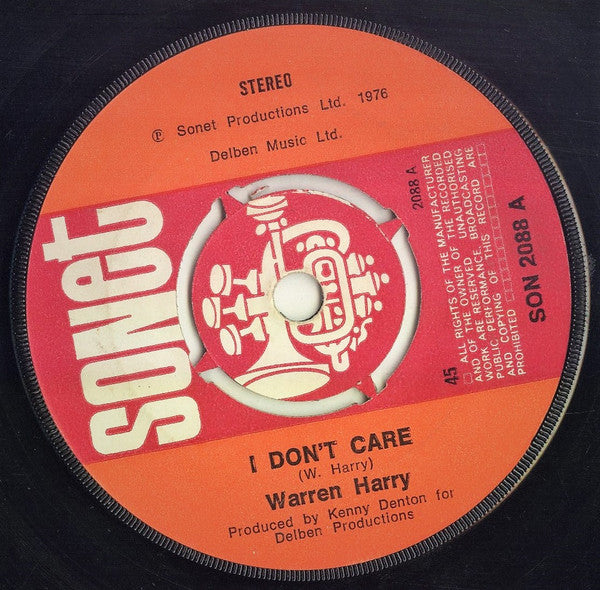 STEREO
℗ Sonet Productions Ltd. 1976
Delben Music Ltd.
sonet
2088 A
45
ALL RIGHTS OF THE MANUFACTURER
AND OF THE OWNER OF THE RECORDED
WORK ARE RESERVED. UNAUTHORISED
PUBLIC PERFORMANCE, BROADCASTING
AND COPYING OF THIS RECORD ARE
PROHIBITED
SON 2088 A
I DON'T CARE
(W. Harry)
Warren Harry
Produced by Kenny Denton for
Delben Productions